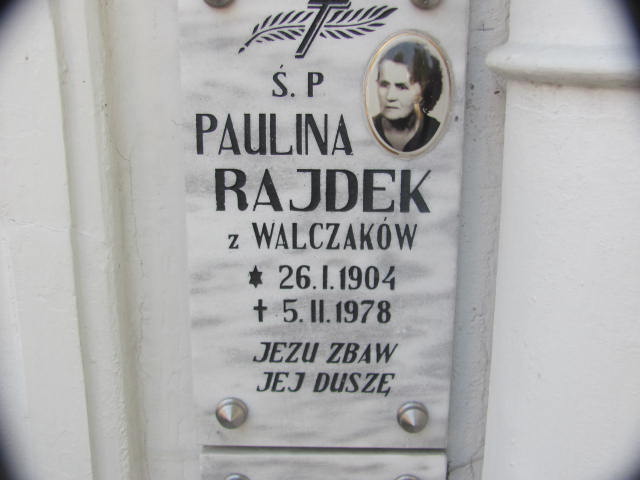 Ś. P
PAULINA
RAJDEK
z WALCZAKÓW
✶ 26.I.1904
✝ 5.II.1978
JEZU ZBAW
JEJ DUSZĘ